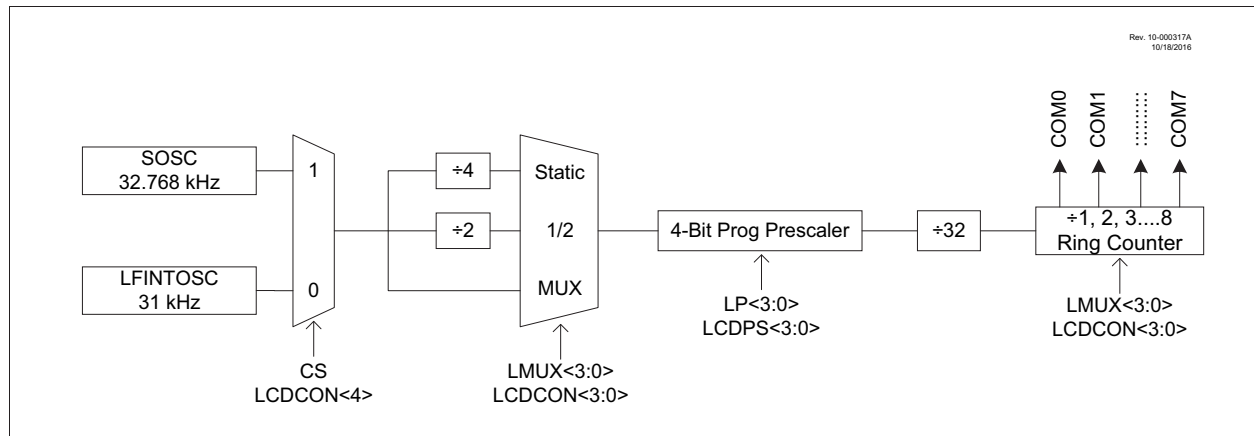 Rev. 10-000317A
10/18/2016
COM0
COM1
COM7
SOSC
32.768 kHz
1
÷4
Static
÷2
1/2
4-Bit Prog Prescaler
÷32
÷1, 2, 3....8
Ring Counter
LFINTOSC
31 kHz
0
MUX
CS
LCDCON<4>
LMUX<3:0>
LCDCON<3:0>
LP<3:0>
LCDPS<3:0>
LMUX<3:0>
LCDCON<3:0>